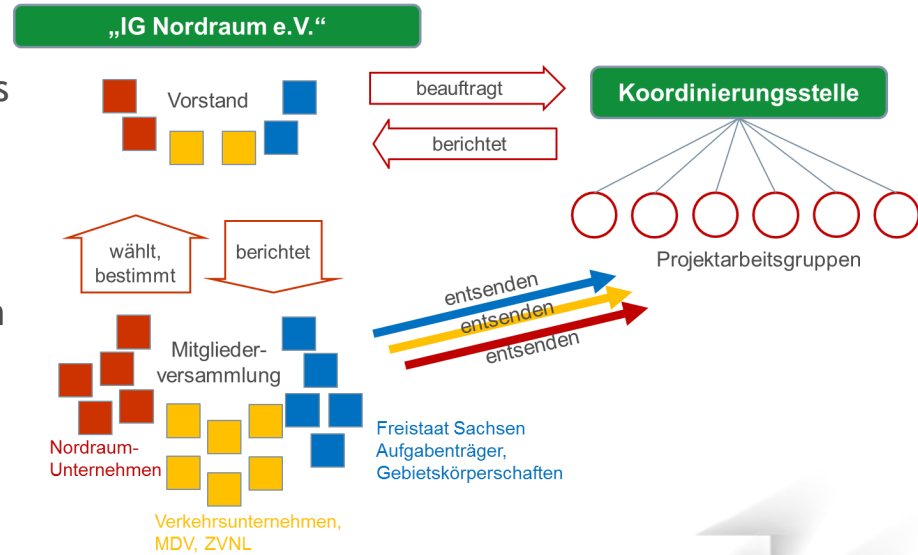 „IG Nordraum e.V.“
s
Vorstand
beauftragt
berichtet
Koordinierungsstelle
Projektarbeitsgruppen
wählt,
bestimmt
berichtet
n
entsenden
entsenden
entsenden
Mitglieder-
versammlung
Nordraum-
Unternehmen
Freistaat Sachsen
Aufgabenträger,
Gebietskörperschaften
Verkehrsunternehmen,
MDV, ZVNL